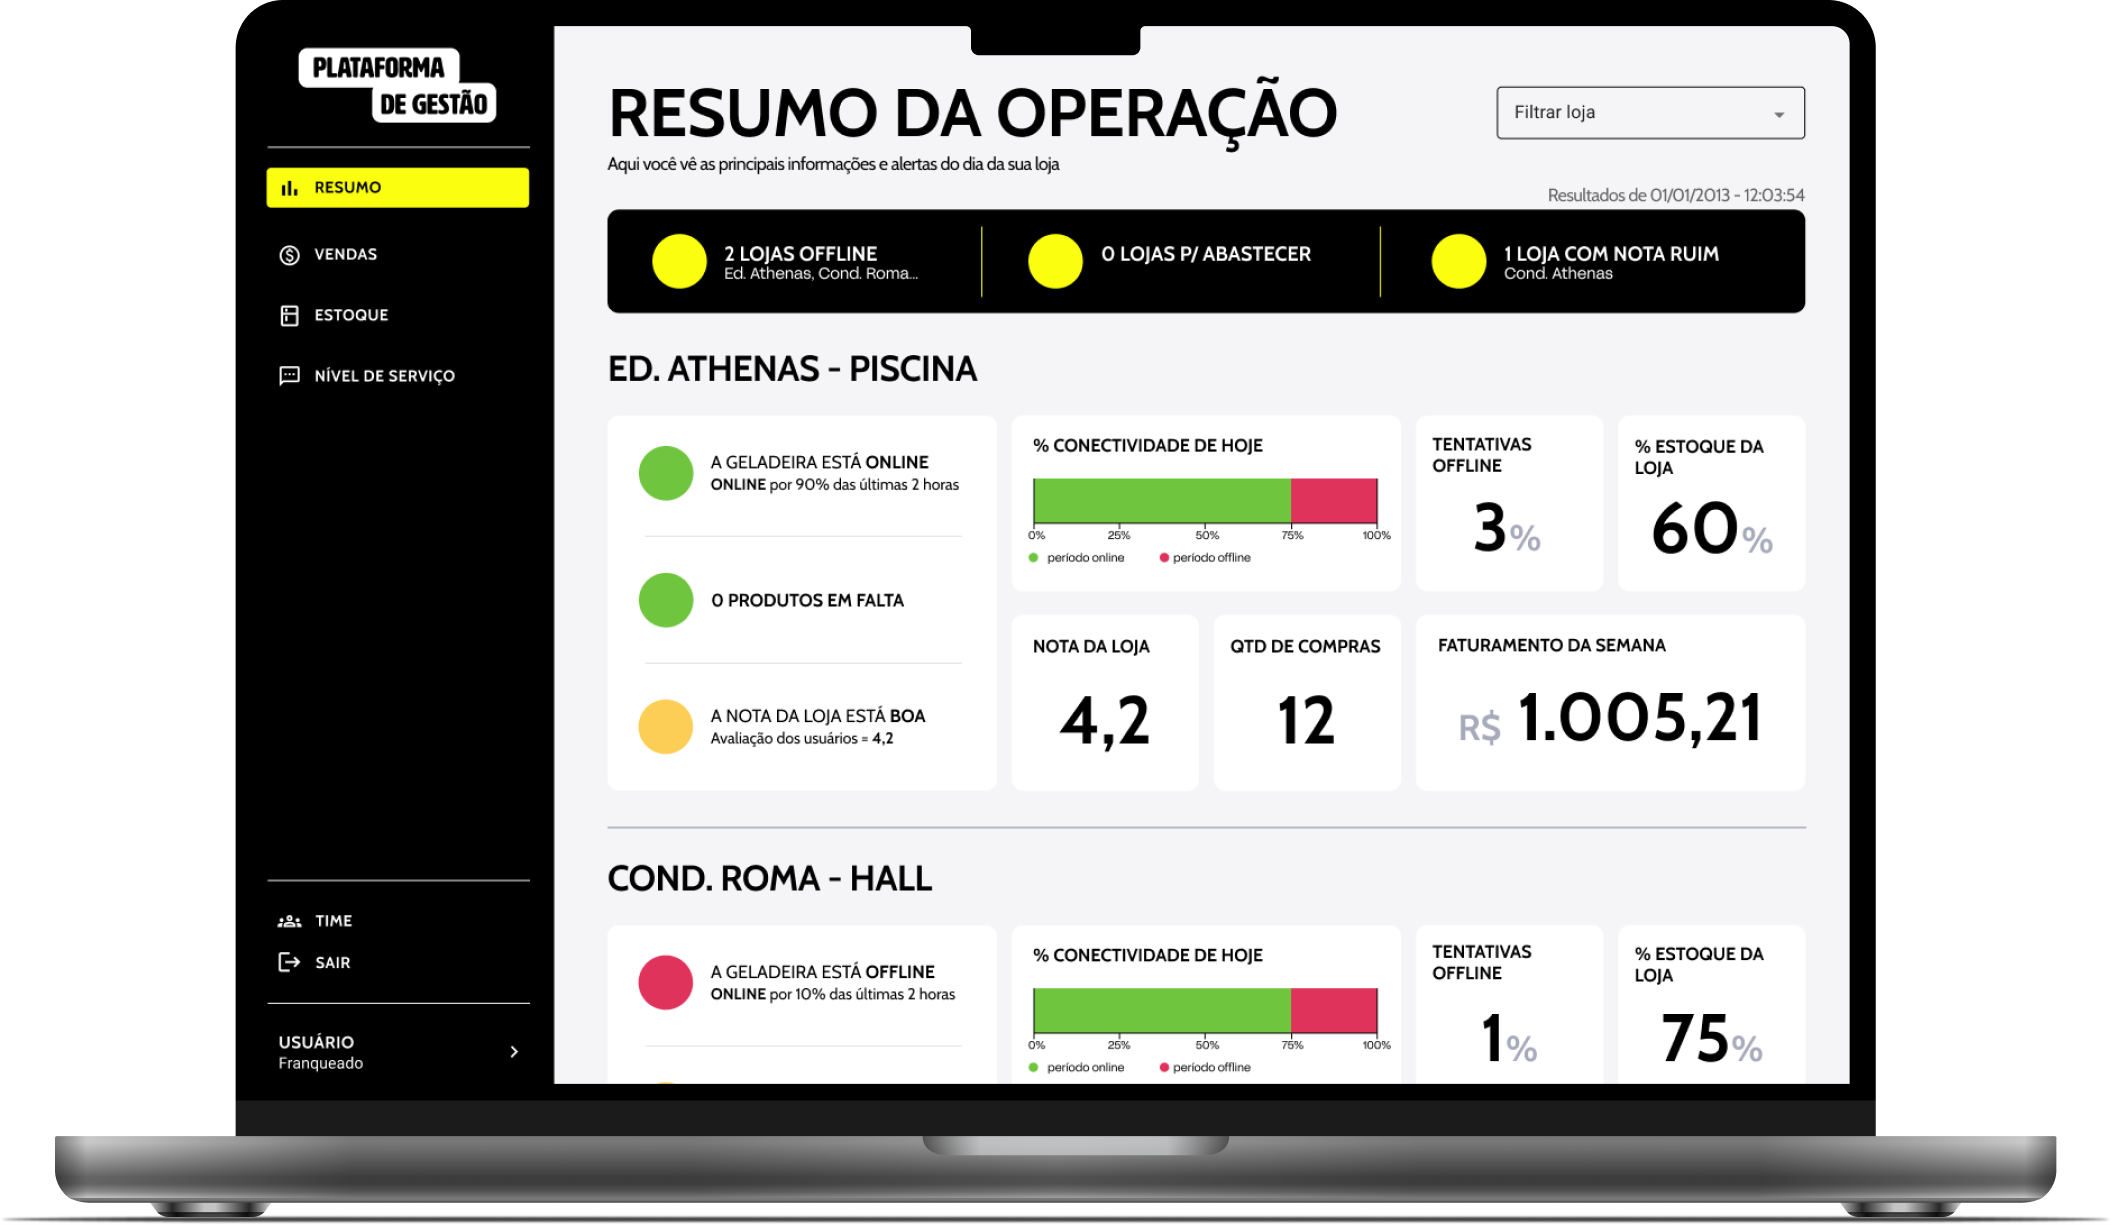 PLATAFORMA
DE GESTÃO
RESUMO
VENDAS
ESTOQUE
NÍVEL DE SERVIÇO
TIME
SAIR
USUÁRIO
Franqueado
RESUMO DA OPERAÇÃO
Aqui você vê as principais informações e alertas do dia da sua loja
Filtrar loja
Resultados de 01/01/2013 - 12:03:54
2 LOJAS OFFLINE
Ed. Athenas, Cond. Roma...
0 LOJAS P/ ABASTECER
1 LOJA COM NOTA RUIM
Cond. Athenas
ED. ATHENAS - PISCINA
A GELADEIRA ESTÁ ONLINE
ONLINE por 90% das últimas 2 horas
0 PRODUTOS EM FALTA
A NOTA DA LOJA ESTÁ BOA
Avaliação dos usuários = 4,2
% CONECTIVIDADE DE HOJE
0% 25% 50% 75% 100%
período online período offline
TENTATIVAS
OFFLINE
3%
% ESTOQUE DA
LOJA
60%
NOTA DA LOJA
4,2
QTD DE COMPRAS
12
FATURAMENTO DA SEMANA
R$ 1.005,21
COND. ROMA - HALL
A GELADEIRA ESTÁ OFFLINE
ONLINE por 10% das últimas 2 horas
% CONECTIVIDADE DE HOJE
0% 25% 50% 75% 100%
período online período offline
TENTATIVAS
OFFLINE
1%
% ESTOQUE DA
LOJA
75%